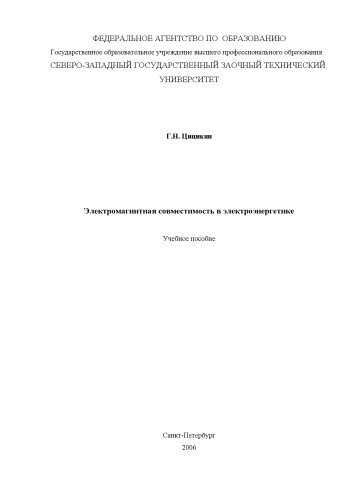 ФЕДЕРАЛЬНОЕ АГЕНТСТВО ПО ОБРАЗОВАНИЮ
Государственное образовательное учреждение высшего профессионального образования
СЕВЕРО-ЗАПАДНЫЙ ГОСУДАРСТВЕННЫЙ ЗАОЧНЫЙ ТЕХНИЧЕСКИЙ
УНИВЕРСИТЕТ
Г.Н. Цицикян
Электромагнитная совместимость в электроэнергетике
Учебное пособие
Санкт-Петербург
2006